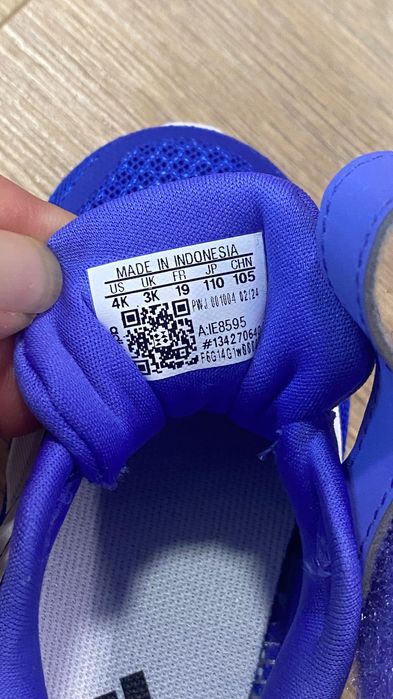 MADE IN INDONESIA
US UK FR JP CHN
4K 3K 19 110 105
PWJ 001004 02/24
A:IE8595